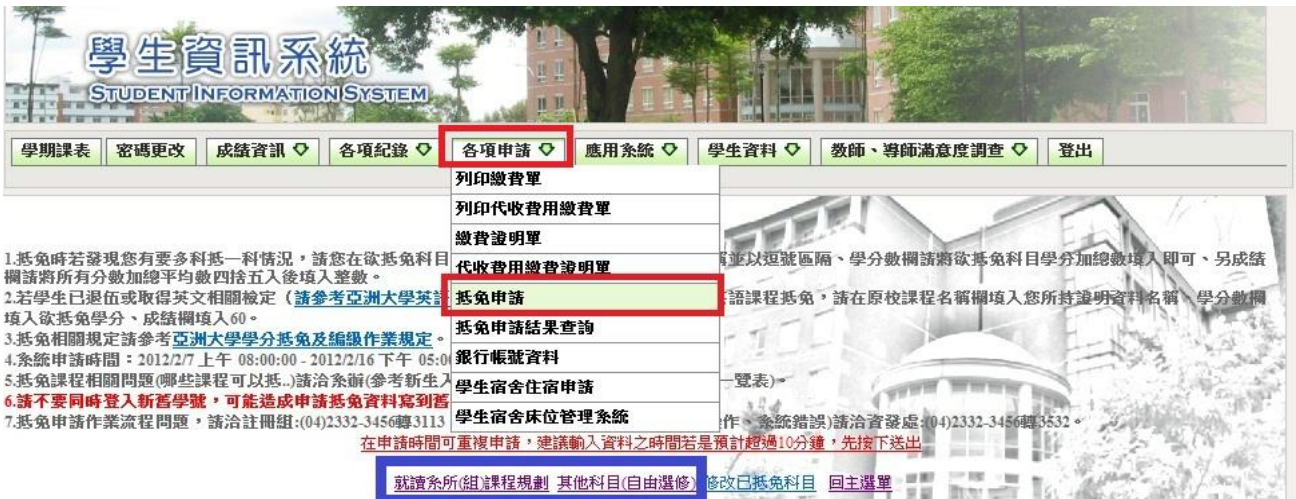 學生資訊系統
STUDENT INFORMATION SYSTEM
學期課表 密碼更改 成績資訊 各項紀錄 各項申請 應用系統 學生資料 教師、導師滿意度調查 登出
列印繳費單
列印代收費用繳費單
繳費證明單
代收費用繳費證明單
抵免申請
抵免申請結果查詢
銀行帳號資料
學生宿舍住宿申請
學生宿舍床位管理系統
1.抵免時若發現您有要多科抵一科情況，請您在欲抵免科目
並以逗號區隔、學分數欄請將欲抵免科目學分加總數填入即可、另成績
欄請將所有分數加總平均數四捨五入後填入整數。
2.若學生已退伍或取得英文相關檢定（請參考亞洲大學英語
語課程抵免，請在原校課程名稱欄填入您所持證明資料名稱、學分數欄
填入欲抵免學分、成績欄填入60。
3.抵免相關規定請參考亞洲大學學分抵免及編級作業規定。
4.系統申請時間：2012/2/7 上午 08:00:00 - 2012/2/16 下午 05:00
5.抵免課程相關問題(哪些課程可以抵..)請洽系辦(參考新生入
一覽表)。
6.請不要同時登入新舊學號，可能造成申請抵免資料寫到舊
7.抵免申請作業流程問題，請洽註冊組:(04)2332-3456轉3113
作、系統錯誤)請洽資發處:(04)2332-3456轉3532。
在申請時間可重複申請，建議輸入資料之時間若是預計超過10分鐘，先按下送出
就讀系所(組)課程規劃 其他科目(自由選修) 修改已抵免科目 回主選單